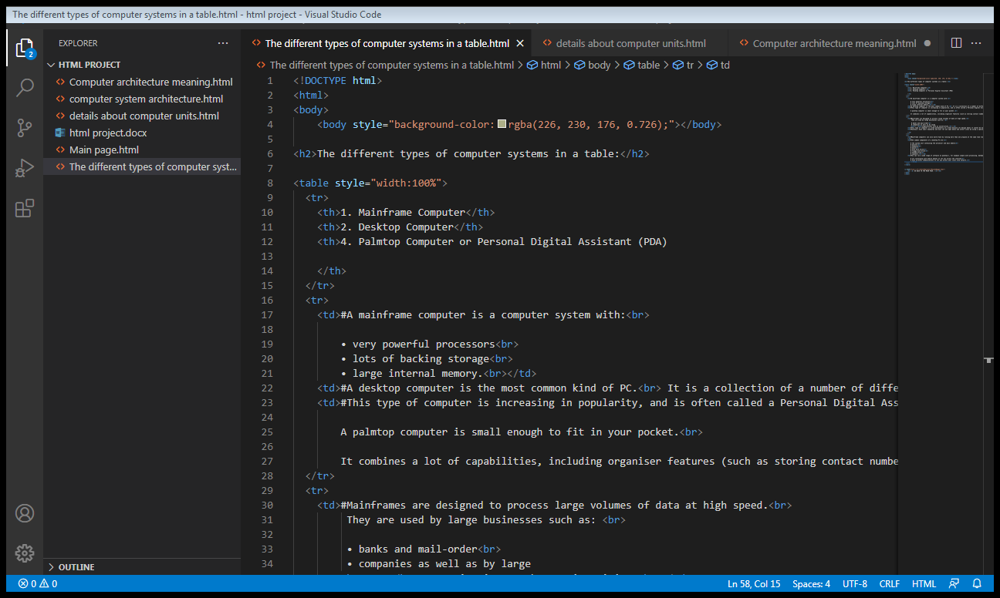 The different types of computer systems in a table.html - html project - Visual Studio Code
EXPLORER
The different types of computer systems in a table.html
details about computer units.html
Computer architecture meaning.html
2
HTML PROJECT
Computer architecture meaning.html
computer system architecture.html
details about computer units.html
html project.docx
Main page.html
The different types of computer syst...
OUTLINE
The different types of computer systems in a table.html > html > body > table > tr > td
1 <!DOCTYPE html>
2 <html>
3 <body>
4 <body style="background-color: rgba(226, 230, 176, 0.726);"></body>
5
6 <h2>The different types of computer systems in a table:</h2>
7
8 <table style="width:100%">
9 <tr>
10 <th>1. Mainframe Computer</th>
11 <th>2. Desktop Computer</th>
12 <th>4. Palmtop Computer or Personal Digital Assistant (PDA)
13
14 </th>
15 </tr>
16 <tr>
17 <td>#A mainframe computer is a computer system with:<br>
18
19 • very powerful processors<br>
20 • lots of backing storage<br>
21 • large internal memory.<br></td>
22 <td>#A desktop computer is the most common kind of PC.<br> It is a collection of a number of diffe
23 <td>#This type of computer is increasing in popularity, and is often called a Personal Digital Ass
24
25 A palmtop computer is small enough to fit in your pocket.<br>
26
27 It combines a lot of capabilities, including organiser features (such as storing contact numbe
28 </tr>
29 <tr>
30 <td>#Mainframes are designed to process large volumes of data at high speed.<br>
31 They are used by large businesses such as: <br>
32
33 • banks and mail-order<br>
34 • companies as well as by large
0 0
Ln 58, Col 15 Spaces: 4 UTF-8 CRLF HTML